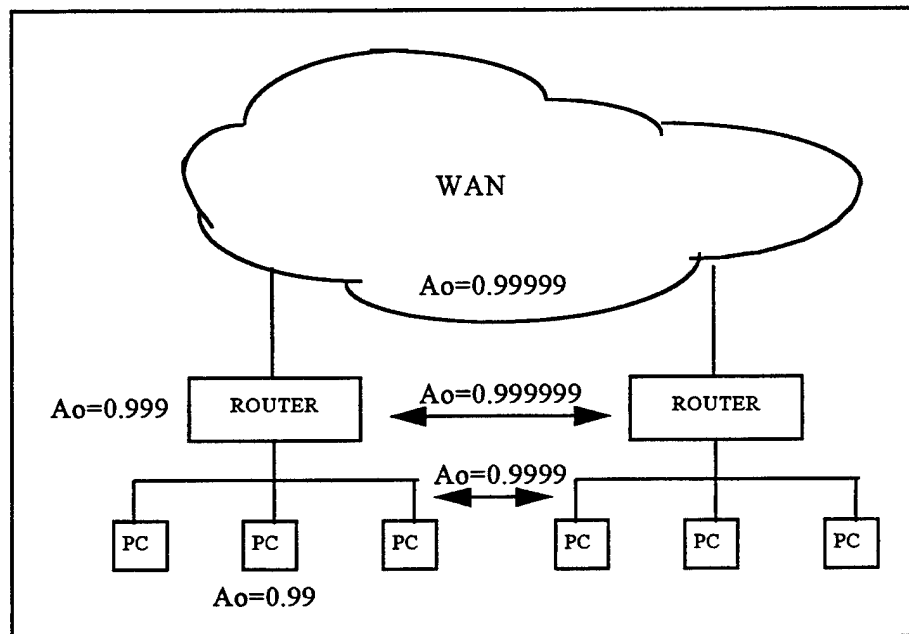 WAN
Ao=0.99999
Ao=0.999
ROUTER
Ao=0.999999
ROUTER
Ao=0.9999
PC
PC
PC
PC
PC
PC
Ao=0.99